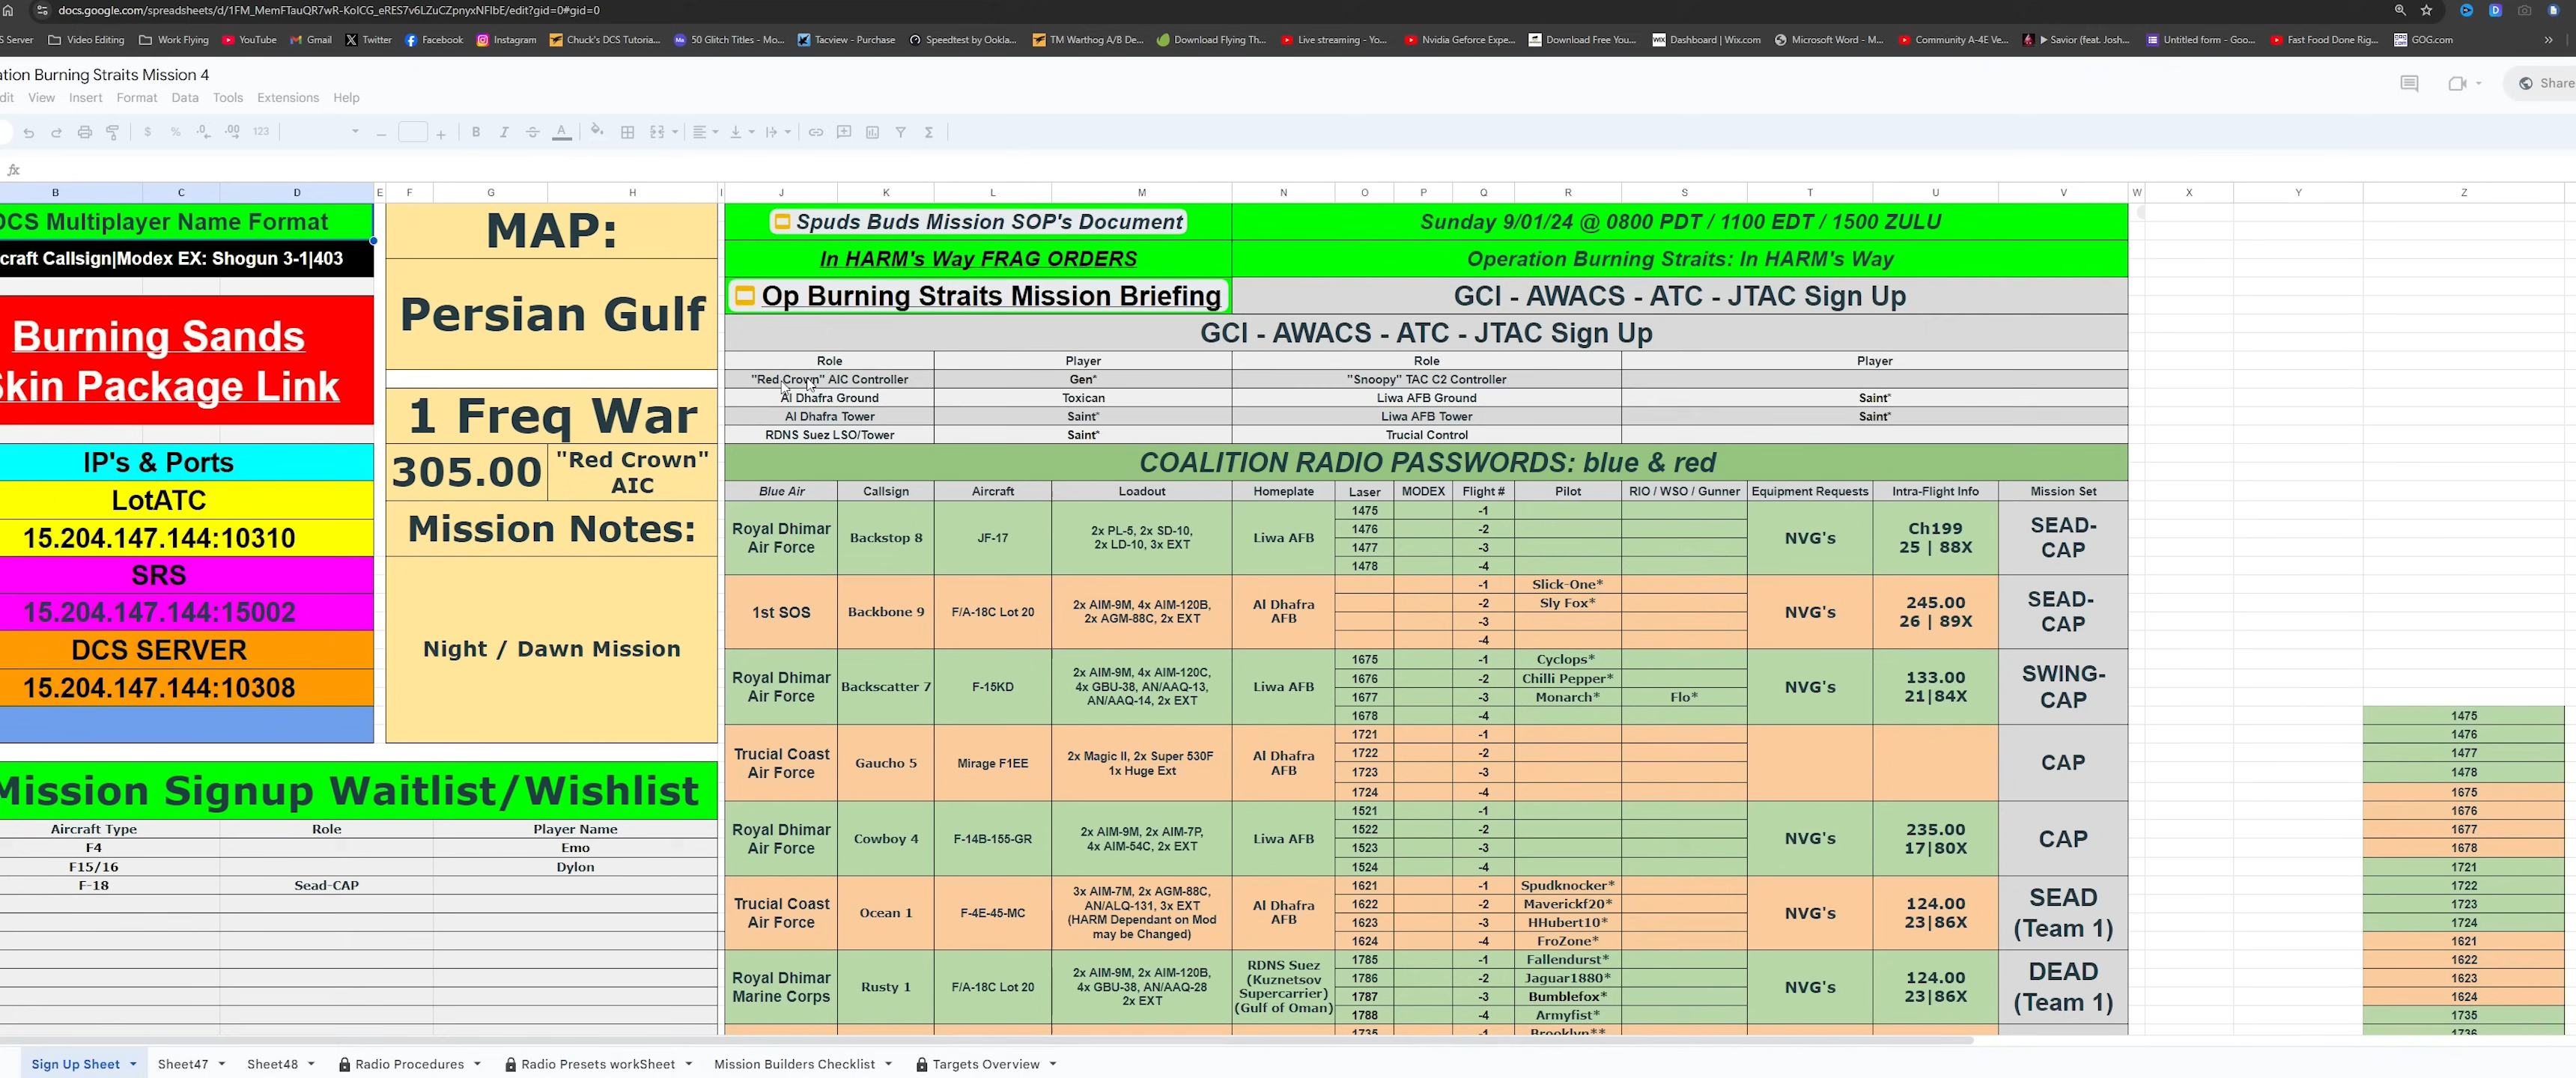 docs.google.com/spreadsheets/d/1FM_MemFTauQR7wR-KolCG_eRES7v6LZuCZpnyxNFlbE/edit?gid=0#gid=0
S Server Video Editing Work Flying YouTube Gmail Twitter Facebook Instagram Chuck's DCS Tutoria... 50 Glitch Titles - Mo... Tacview - Purchase Speedtest by Ookla... TM Warthog A/B De... Download Flying Th... Live streaming - Yo... Nvidia Geforce Expe... Download Free You... Dashboard | Wix.com Microsoft Word - M... Community A-4E Ve... Savior (feat. Josh... Untitled form - Goo... Fast Food Done Rig... GOG.com »
ation Burning Straits Mission 4
dit View Insert Format Data Tools Extensions Help
Share
$ % .0 .00 123
fx
B C D E F G H I J K L M N O P Q R S T U V W X Y Z
DCS Multiplayer Name Format
craft Callsign|Modex EX: Shogun 3-1|403
Burning Sands
Skin Package Link
IP's & Ports
LotATC
15.204.147.144:10310
SRS
15.204.147.144:15002
DCS SERVER
15.204.147.144:10308
MAP:
Persian Gulf
1 Freq War
305.00 "Red Crown"
AIC
Mission Notes:
Night / Dawn Mission
Mission Signup Waitlist/Wishlist
Aircraft Type Role Player Name
F4 Emo
F15/16 Dylon
F-18 Sead-CAP
Spuds Buds Mission SOP's Document
Sunday 9/01/24 @ 0800 PDT / 1100 EDT / 1500 ZULU
In HARM's Way FRAG ORDERS
Operation Burning Straits: In HARM's Way
Op Burning Straits Mission Briefing
GCI - AWACS - ATC - JTAC Sign Up
GCI - AWACS - ATC - JTAC Sign Up
Role Player Role Player
"Red Crown" AIC Controller Gen* "Snoopy" TAC C2 Controller
Al Dhafra Ground Toxican Liwa AFB Ground Saint*
Al Dhafra Tower Saint* Liwa AFB Tower Saint*
RDNS Suez LSO/Tower Saint* Trucial Control
COALITION RADIO PASSWORDS: blue & red
Blue Air Callsign Aircraft Loadout Homeplate Laser MODEX Flight # Pilot RIO / WSO / Gunner Equipment Requests Intra-Flight Info Mission Set
Royal Dhimar
Air Force
Backstop 8
JF-17
2x PL-5, 2x SD-10,
2x LD-10, 3x EXT
Liwa AFB
1475 -1
1476 -2
1477 -3
1478 -4
NVG's
Ch199
25 | 88X
SEAD-
CAP
1st SOS
Backbone 9
F/A-18C Lot 20
2x AIM-9M, 4x AIM-120B,
2x AGM-88C, 2x EXT
Al Dhafra
AFB
-1 Slick-One*
-2 Sly Fox*
-3
-4
NVG's
245.00
26 | 89X
SEAD-
CAP
Royal Dhimar
Air Force
Backscatter 7
F-15KD
2x AIM-9M, 4x AIM-120C,
4x GBU-38, AN/AAQ-13,
AN/AAQ-14, 2x EXT
Liwa AFB
1675 -1 Cyclops*
1676 -2 Chilli Pepper*
1677 -3 Monarch* Flo*
1678 -4
NVG's
133.00
21|84X
SWING-
CAP
Trucial Coast
Air Force
Gaucho 5
Mirage F1EE
2x Magic II, 2x Super 530F
1x Huge Ext
Al Dhafra
AFB
1721 -1
1722 -2
1723 -3
1724 -4
CAP
Royal Dhimar
Air Force
Cowboy 4
F-14B-155-GR
2x AIM-9M, 2x AIM-7P,
4x AIM-54C, 2x EXT
Liwa AFB
1521 -1
1522 -2
1523 -3
1524 -4
NVG's
235.00
17|80X
CAP
Trucial Coast
Air Force
Ocean 1
F-4E-45-MC
3x AIM-7M, 2x AGM-88C,
AN/ALQ-131, 3x EXT
(HARM Dependant on Mod
may be Changed)
Al Dhafra
AFB
1621 -1 Spudknocker*
1622 -2 Maverickf20*
1623 -3 HHubert10*
1624 -4 FroZone*
NVG's
124.00
23|86X
SEAD
(Team 1)
Royal Dhimar
Marine Corps
Rusty 1
F/A-18C Lot 20
2x AIM-9M, 2x AIM-120B,
4x GBU-38, AN/AAQ-28
2x EXT
RDNS Suez
(Kuznetsov
Supercarrier)
(Gulf of Oman)
1785 -1 Fallendurst*
1786 -2 Jaguar1880*
1787 -3 Bumblefox*
1788 -4 Armyfist*
NVG's
124.00
23|86X
DEAD
(Team 1)
1735 -1 Brooklyn**
1475
1476
1477
1478
1675
1676
1677
1678
1721
1722
1723
1724
1621
1622
1623
1624
1735
1736
Sign Up Sheet Sheet47 Sheet48 Radio Procedures Radio Presets workSheet Mission Builders Checklist Targets Overview